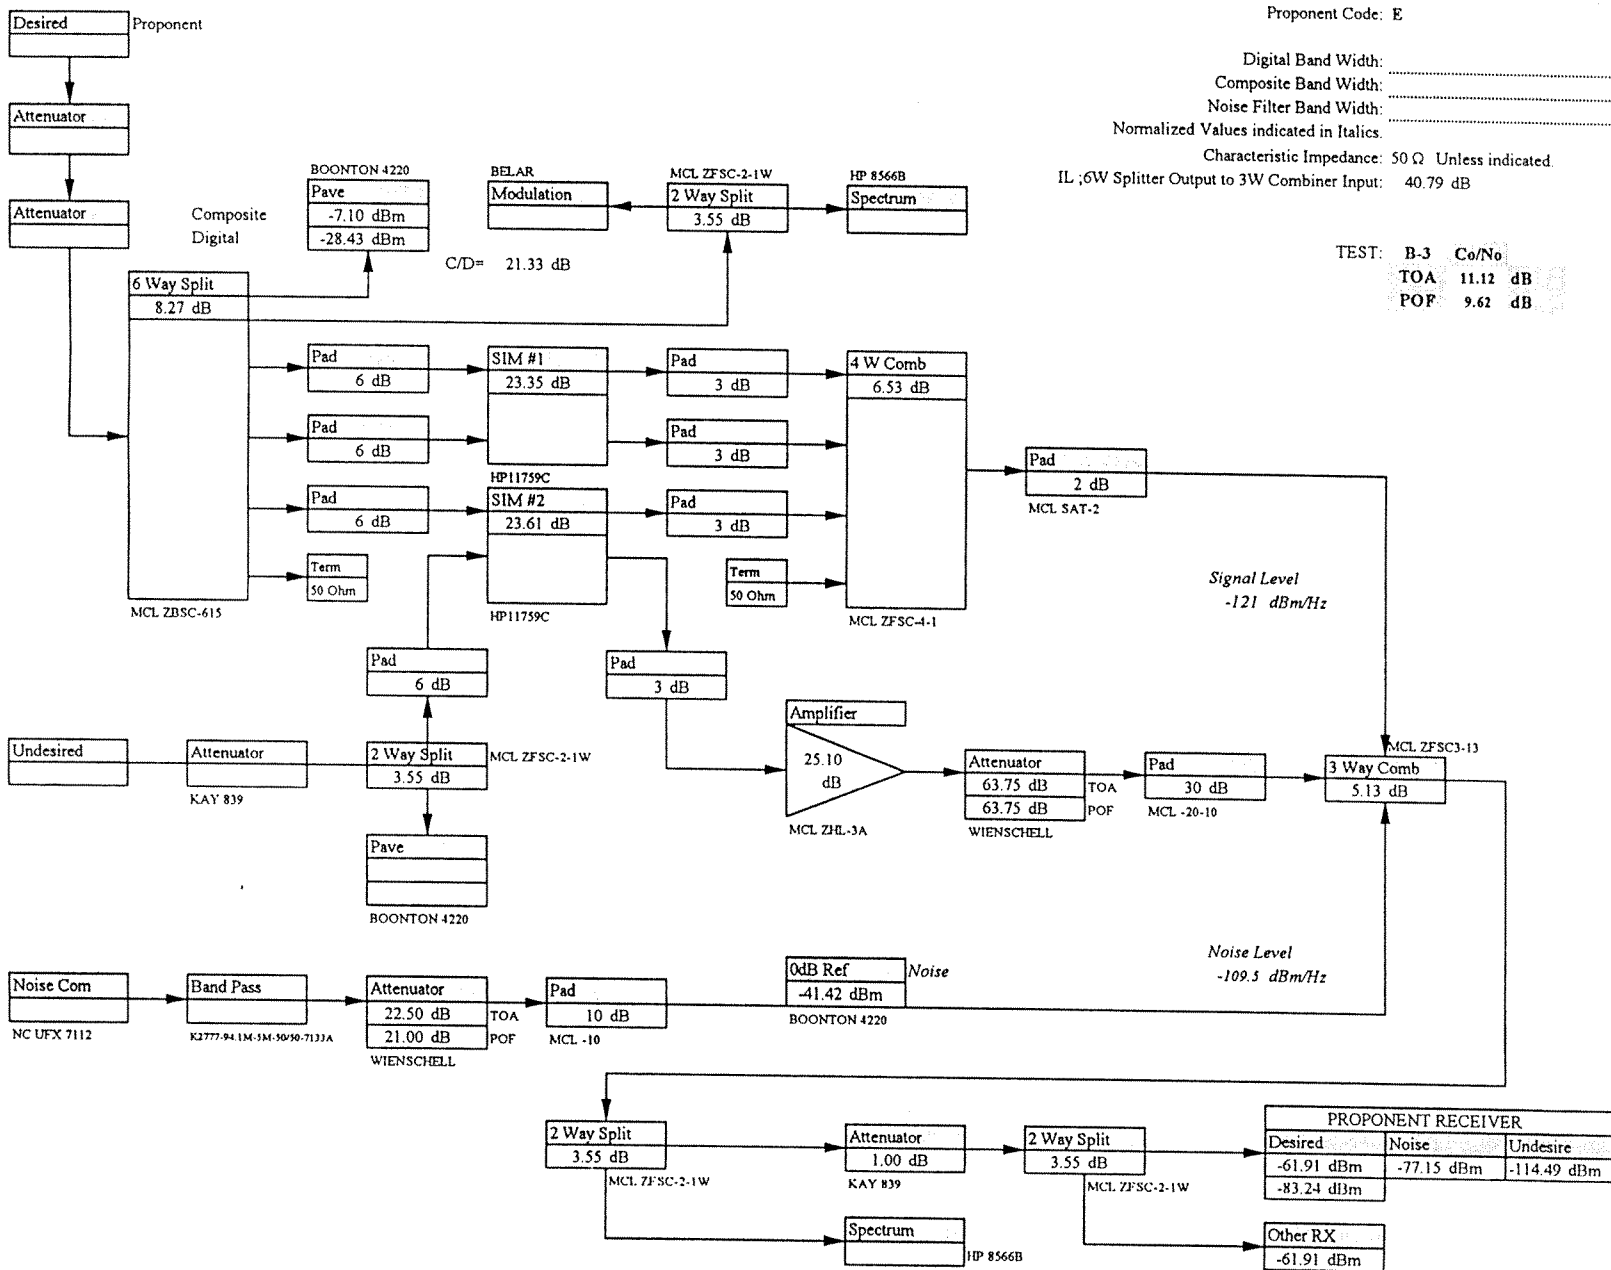 Proponent Code: E
Desired Proponent
Digital Band Width:
Composite Band Width:
Noise Filter Band Width:
Normalized Values indicated in Italics.
Characteristic Impedance: 50 Ω Unless indicated.
IL ;6W Splitter Output to 3W Combiner Input: 40.79 dB
TEST: B-3 Co/No
TOA 11.12 dB
POF 9.62 dB
Attenuator
Attenuator
Composite
Digital
BOONTON 4220
Pave
-7.10 dBm
-28.43 dBm
C/D= 21.33 dB
BELAR
Modulation
MCL ZFSC-2-1W
2 Way Split
3.55 dB
HP 8566B
Spectrum
6 Way Split
8.27 dB
MCL ZBSC-615
Pad
6 dB
SIM #1
23.35 dB
HP11759C
Pad
3 dB
4 W Comb
6.53 dB
MCL ZFSC-4-1
Pad
6 dB
Pad
3 dB
Pad
2 dB
MCL SAT-2
Pad
6 dB
SIM #2
23.61 dB
HP11759C
Pad
3 dB
Term
50 Ohm
Term
50 Ohm
Signal Level
-121 dBm/Hz
Pad
6 dB
Pad
3 dB
Undesired
Attenuator
KAY 839
2 Way Split
3.55 dB
MCL ZFSC-2-1W
Pave
BOONTON 4220
Amplifier
25.10
dB
MCL ZHL-3A
Attenuator
63.75 dB TOA
63.75 dB POF
WIENSCHELL
Pad
30 dB
MCL -20-10
MCL ZFSC3-13
3 Way Comb
5.13 dB
Noise Level
-109.5 dBm/Hz
Noise Com
NC UFX 7112
Band Pass
K2777-94.1M-5M-50/50-7133A
Attenuator
22.50 dB TOA
21.00 dB POF
WIENSCHELL
Pad
10 dB
MCL -10
0dB Ref Noise
-41.42 dBm
BOONTON 4220
2 Way Split
3.55 dB
MCL ZFSC-2-1W
Attenuator
1.00 dB
KAY 839
2 Way Split
3.55 dB
MCL ZFSC-2-1W
PROPONENT RECEIVER
Desired Noise Undesire
-61.91 dBm -77.15 dBm -114.49 dBm
-83.24 dBm
Spectrum
HP 8566B
Other RX
-61.91 dBm